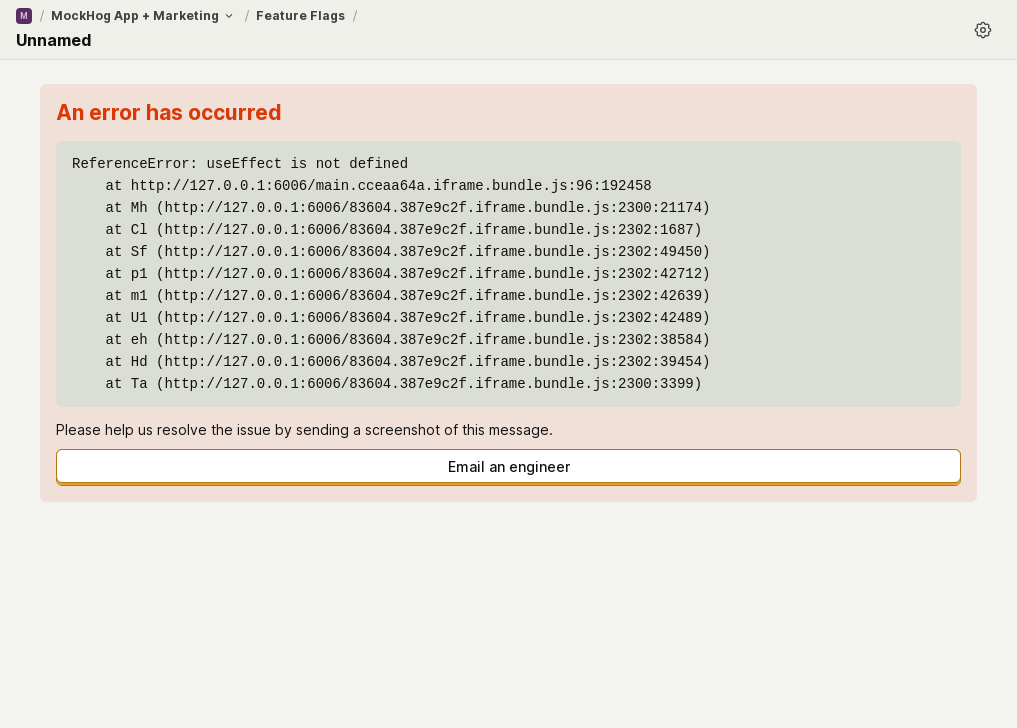 M / MockHog App + Marketing / Feature Flags /
Unnamed
An error has occurred
ReferenceError: useEffect is not defined
at http://127.0.0.1:6006/main.cceaa64a.iframe.bundle.js:96:192458
at Mh (http://127.0.0.1:6006/83604.387e9c2f.iframe.bundle.js:2300:21174)
at Cl (http://127.0.0.1:6006/83604.387e9c2f.iframe.bundle.js:2302:1687)
at Sf (http://127.0.0.1:6006/83604.387e9c2f.iframe.bundle.js:2302:49450)
at p1 (http://127.0.0.1:6006/83604.387e9c2f.iframe.bundle.js:2302:42712)
at m1 (http://127.0.0.1:6006/83604.387e9c2f.iframe.bundle.js:2302:42639)
at U1 (http://127.0.0.1:6006/83604.387e9c2f.iframe.bundle.js:2302:42489)
at eh (http://127.0.0.1:6006/83604.387e9c2f.iframe.bundle.js:2302:38584)
at Hd (http://127.0.0.1:6006/83604.387e9c2f.iframe.bundle.js:2302:39454)
at Ta (http://127.0.0.1:6006/83604.387e9c2f.iframe.bundle.js:2300:3399)
Please help us resolve the issue by sending a screenshot of this message.
Email an engineer